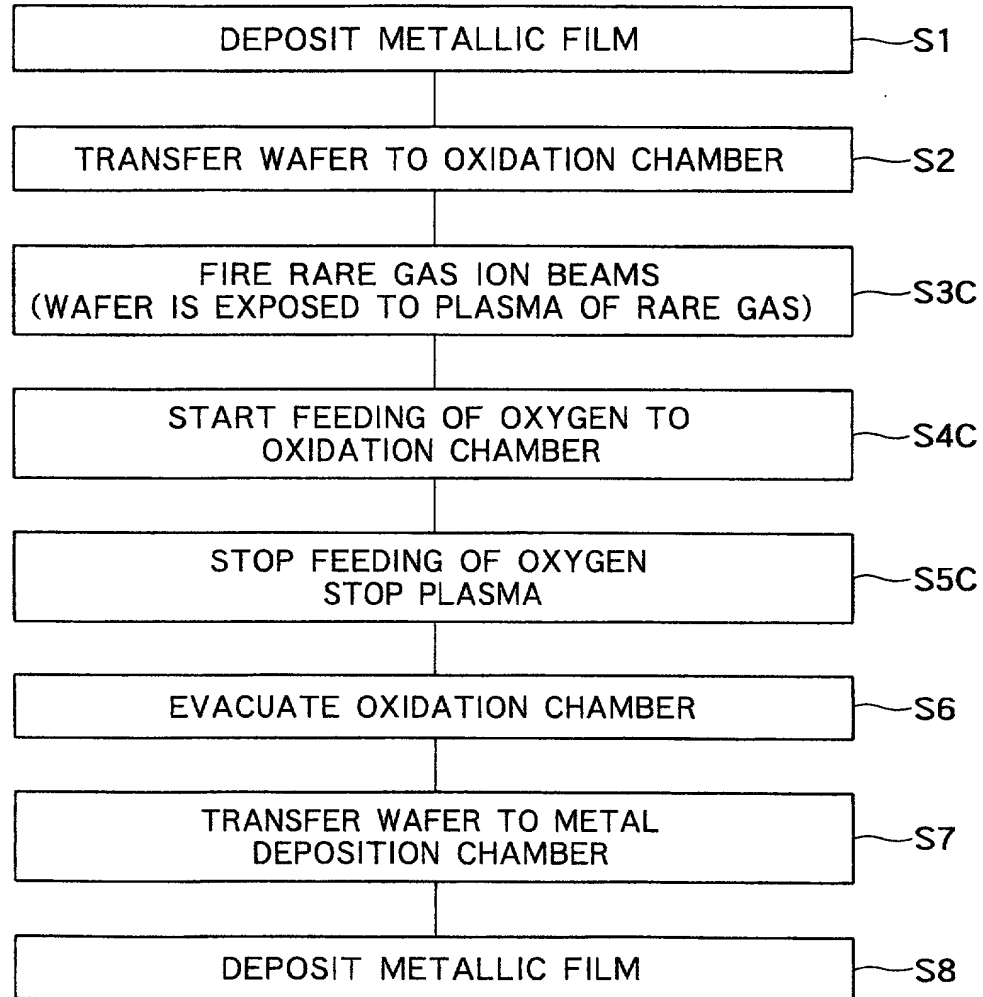 DEPOSIT METALLIC FILM S1
TRANSFER WAFER TO OXIDATION CHAMBER S2
FIRE RARE GAS ION BEAMS
(WAFER IS EXPOSED TO PLASMA OF RARE GAS) S3C
START FEEDING OF OXYGEN TO
OXIDATION CHAMBER S4C
STOP FEEDING OF OXYGEN
STOP PLASMA S5C
EVACUATE OXIDATION CHAMBER S6
TRANSFER WAFER TO METAL
DEPOSITION CHAMBER S7
DEPOSIT METALLIC FILM S8